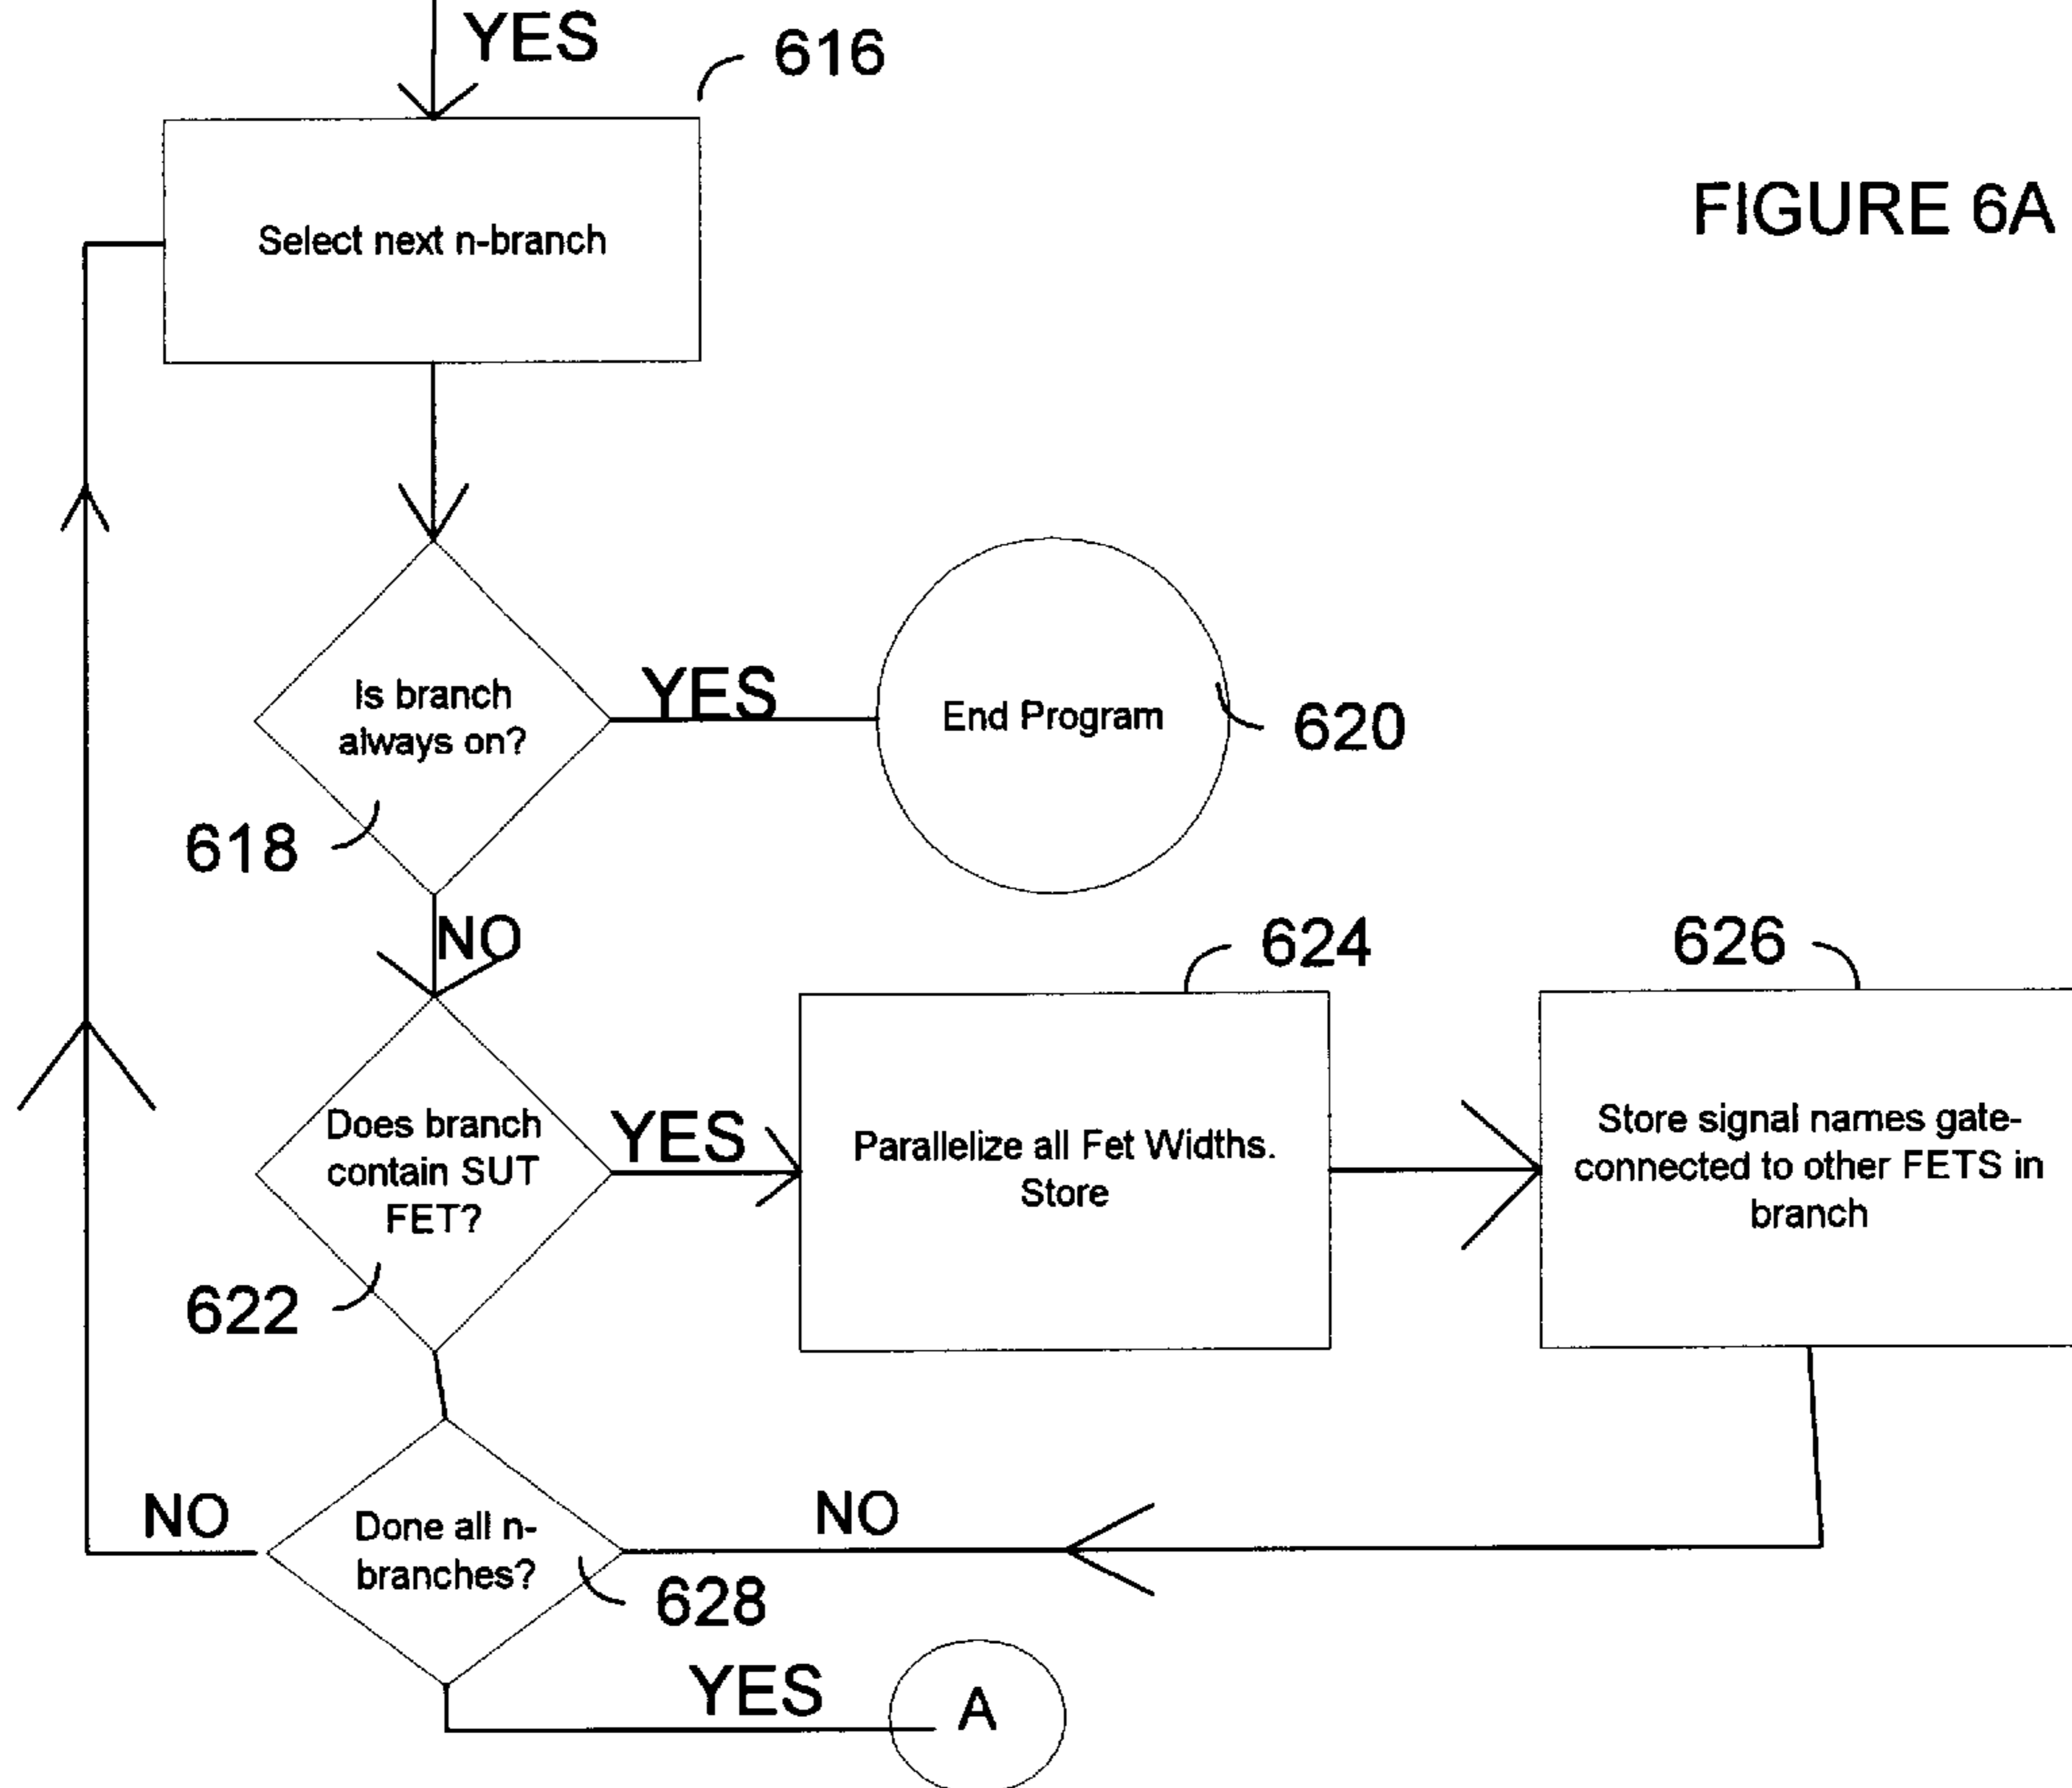 YES
616
FIGURE 6A
Select next n-branch
Is branch
always on?
YES
End Program
620
618
NO
624
626
Does branch
contain SUT
FET?
YES
Parallelize all Fet Widths.
Store
Store signal names gate-
connected to other FETS in
branch
622
NO
Done all n-
branches?
NO
628
YES
A